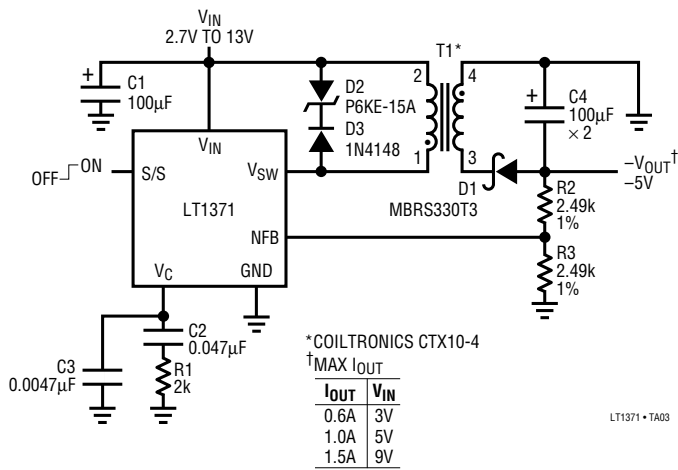 VIN
2.7V TO 13V
+
C1
100µF
D2
P6KE-15A
D3
1N4148
T1*
2
4
1
3
+
C4
100µF
× 2
D1
MBRS330T3
–VOUT†
–5V
R2
2.49k
1%
R3
2.49k
1%
OFF
ON
S/S
VIN
VSW
LT1371
NFB
VC
GND
C2
0.047µF
R1
2k
C3
0.0047µF
*COILTRONICS CTX10-4
†MAX IOUT
IOUT VIN
0.6A 3V
1.0A 5V
1.5A 9V
LT1371 • TA03